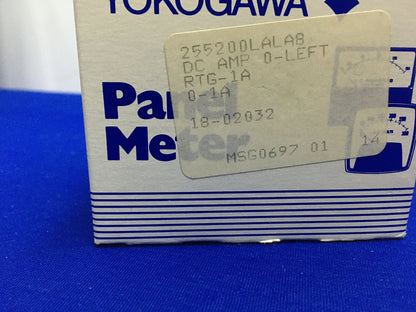 YOKOGAWA
255200LALAB
DC AMP 0-LEFT
RTG-1A
0-1A
18-02032
MSG0697 01 14
Panel
Meter